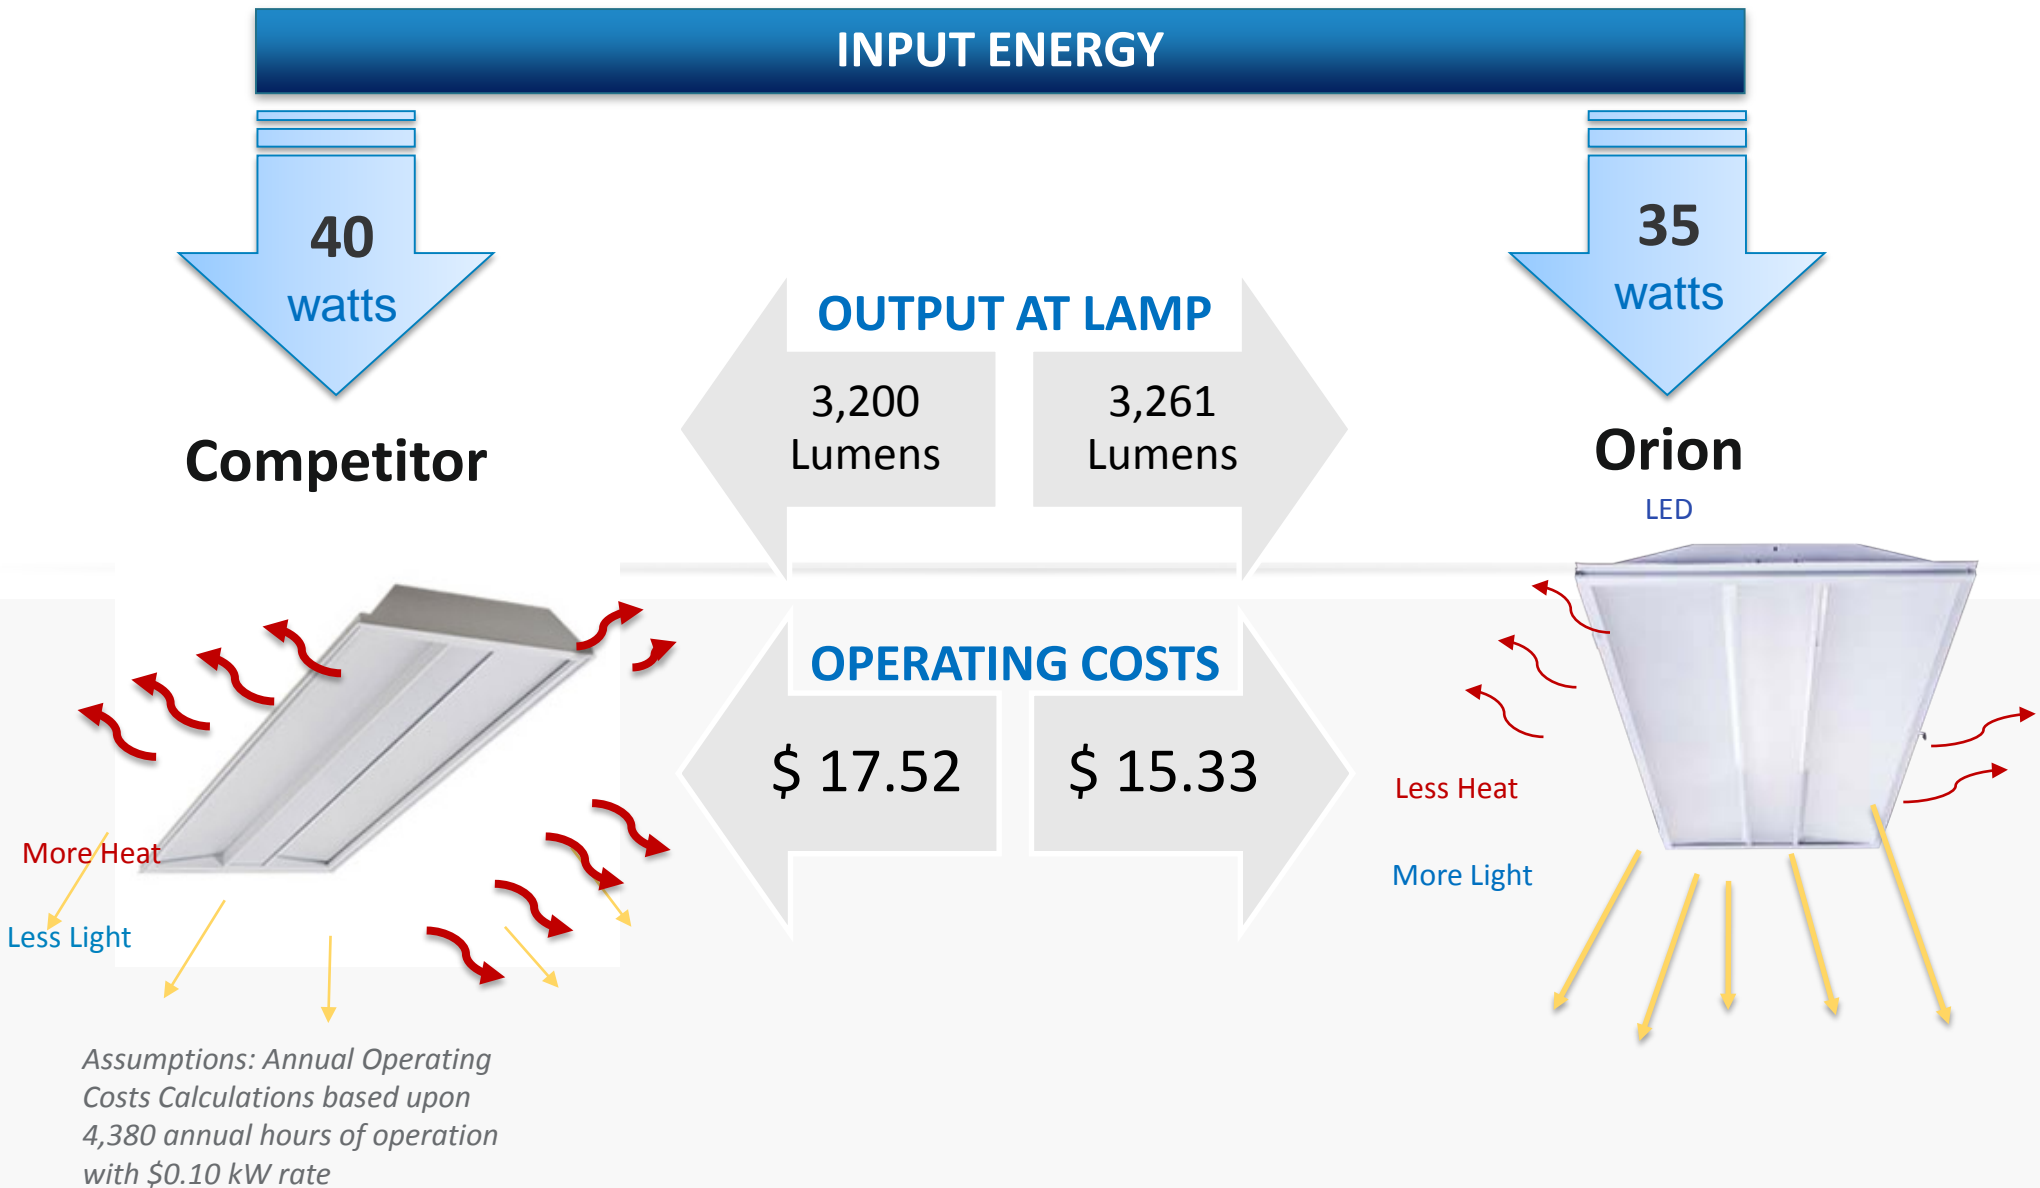 INPUT ENERGY
40
watts
35
watts
OUTPUT AT LAMP
3,200
Lumens
3,261
Lumens
Competitor
Orion
LED
OPERATING COSTS
$ 17.52
$ 15.33
More Heat
Less Light
Less Heat
More Light
Assumptions: Annual Operating
Costs Calculations based upon
4,380 annual hours of operation
with $0.10 kW rate